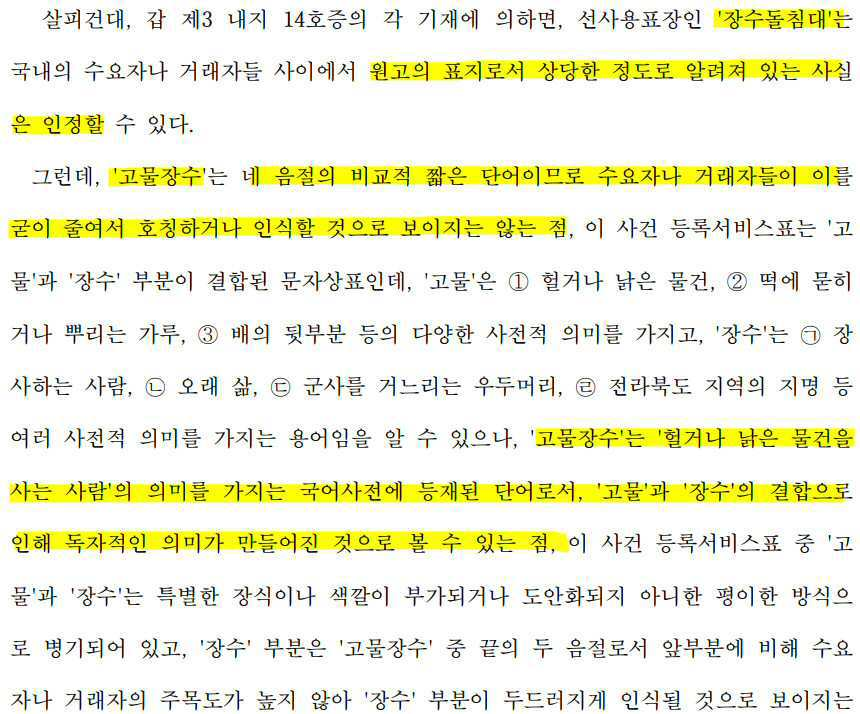 살피건대, 갑 제3 내지 14호증의 각 기재에 의하면, 선사용표장인 '장수돌침대'는
국내의 수요자나 거래자들 사이에서 원고의 표지로서 상당한 정도로 알려져 있는 사실
은 인정할 수 있다.
그런데, '고물장수'는 네 음절의 비교적 짧은 단어이므로 수요자나 거래자들이 이를
굳이 줄여서 호칭하거나 인식할 것으로 보이지는 않는 점, 이 사건 등록서비스표는 '고
물'과 '장수' 부분이 결합된 문자상표인데, '고물'은 ① 헐거나 낡은 물건, ② 떡에 묻히
거나 뿌리는 가루, ③ 배의 뒷부분 등의 다양한 사전적 의미를 가지고, '장수'는 ㉠ 장
사하는 사람, ㉡ 오래 삶, ㉢ 군사를 거느리는 우두머리, ㉣ 전라북도 지역의 지명 등
여러 사전적 의미를 가지는 용어임을 알 수 있으나, '고물장수'는 '헐거나 낡은 물건을
사는 사람'의 의미를 가지는 국어사전에 등재된 단어로서, '고물'과 '장수'의 결합으로
인해 독자적인 의미가 만들어진 것으로 볼 수 있는 점, 이 사건 등록서비스표 중 '고
물'과 '장수'는 특별한 장식이나 색깔이 부가되거나 도안화되지 아니한 평이한 방식으
로 병기되어 있고, '장수' 부분은 '고물장수' 중 끝의 두 음절로서 앞부분에 비해 수요
자나 거래자의 주목도가 높지 않아 '장수' 부분이 두드러지게 인식될 것으로 보이지는